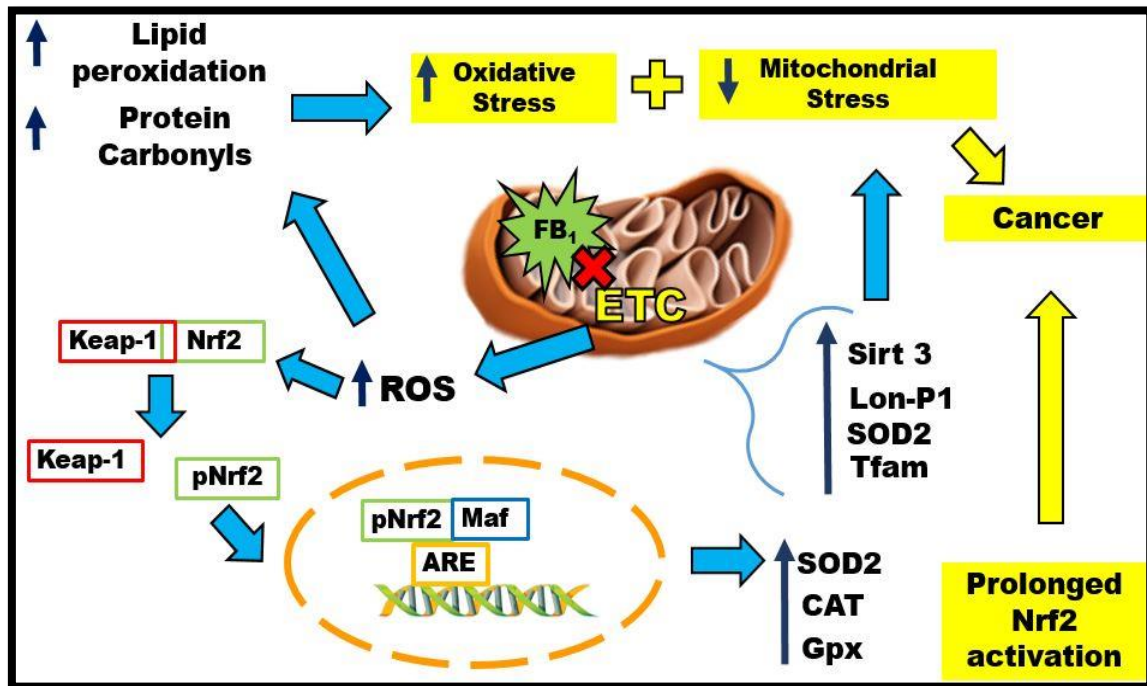 Lipid
peroxidation
Protein
Carbonyls
Oxidative
Stress
Mitochondrial
Stress
Cancer
FB1
ETC
Keap-1 Nrf2
ROS
Sirt 3
Lon-P1
SOD2
Tfam
Keap-1
pNrf2
pNrf2 Maf
ARE
SOD2
CAT
Gpx
Prolonged
Nrf2
activation